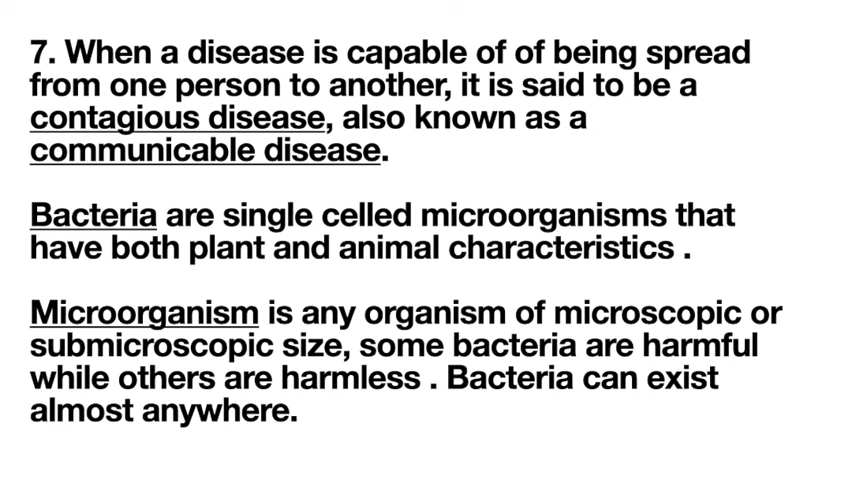 7. When a disease is capable of of being spread
from one person to another, it is said to be a
contagious disease, also known as a
communicable disease.
Bacteria are single celled microorganisms that
have both plant and animal characteristics .
Microorganism is any organism of microscopic or
submicroscopic size, some bacteria are harmful
while others are harmless . Bacteria can exist
almost anywhere.